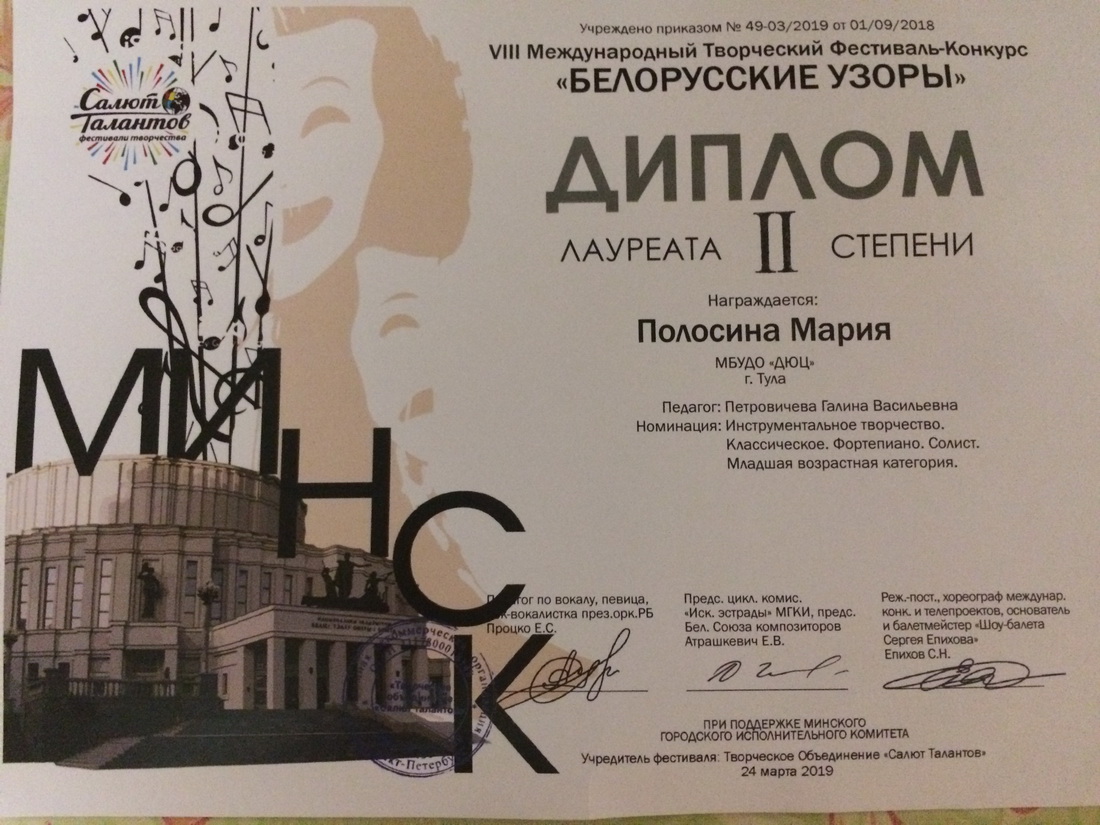 Учреждено приказом № 49-03/2019 от 01/09/2018
VIII Международный Творческий Фестиваль-Конкурс
«БЕЛОРУССКИЕ УЗОРЫ»
Салют
Талантов
фестивали творчества
ДИПЛОМ
ЛАУРЕАТА II СТЕПЕНИ
Награждается:
Полосина Мария
МБУДО «ДЮЦ»
г. Тула
Педагог: Петровичева Галина Васильевна
Номинация: Инструментальное творчество.
Классическое. Фортепиано. Солист.
Младшая возрастная категория.
МИНСК
Педагог по вокалу, певица,
бэк-вокалистка през.орк.РБ
Процко Е.С.
Предс. цикл. комис.
«Иск. эстрады» МГКИ, предс.
Бел. Союза композиторов
Атрашкевич Е.В.
Реж.-пост., хореограф междунар.
конк. и телепроектов, основатель
и балетмейстер «Шоу-балета
Сергея Епихова»
Епихов С.Н.
ПРИ ПОДДЕРЖКЕ МИНСКОГО
ГОРОДСКОГО ИСПОЛНИТЕЛЬНОГО КОМИТЕТА
Учредитель фестиваля: Творческое Объединение «Салют Талантов»
24 марта 2019